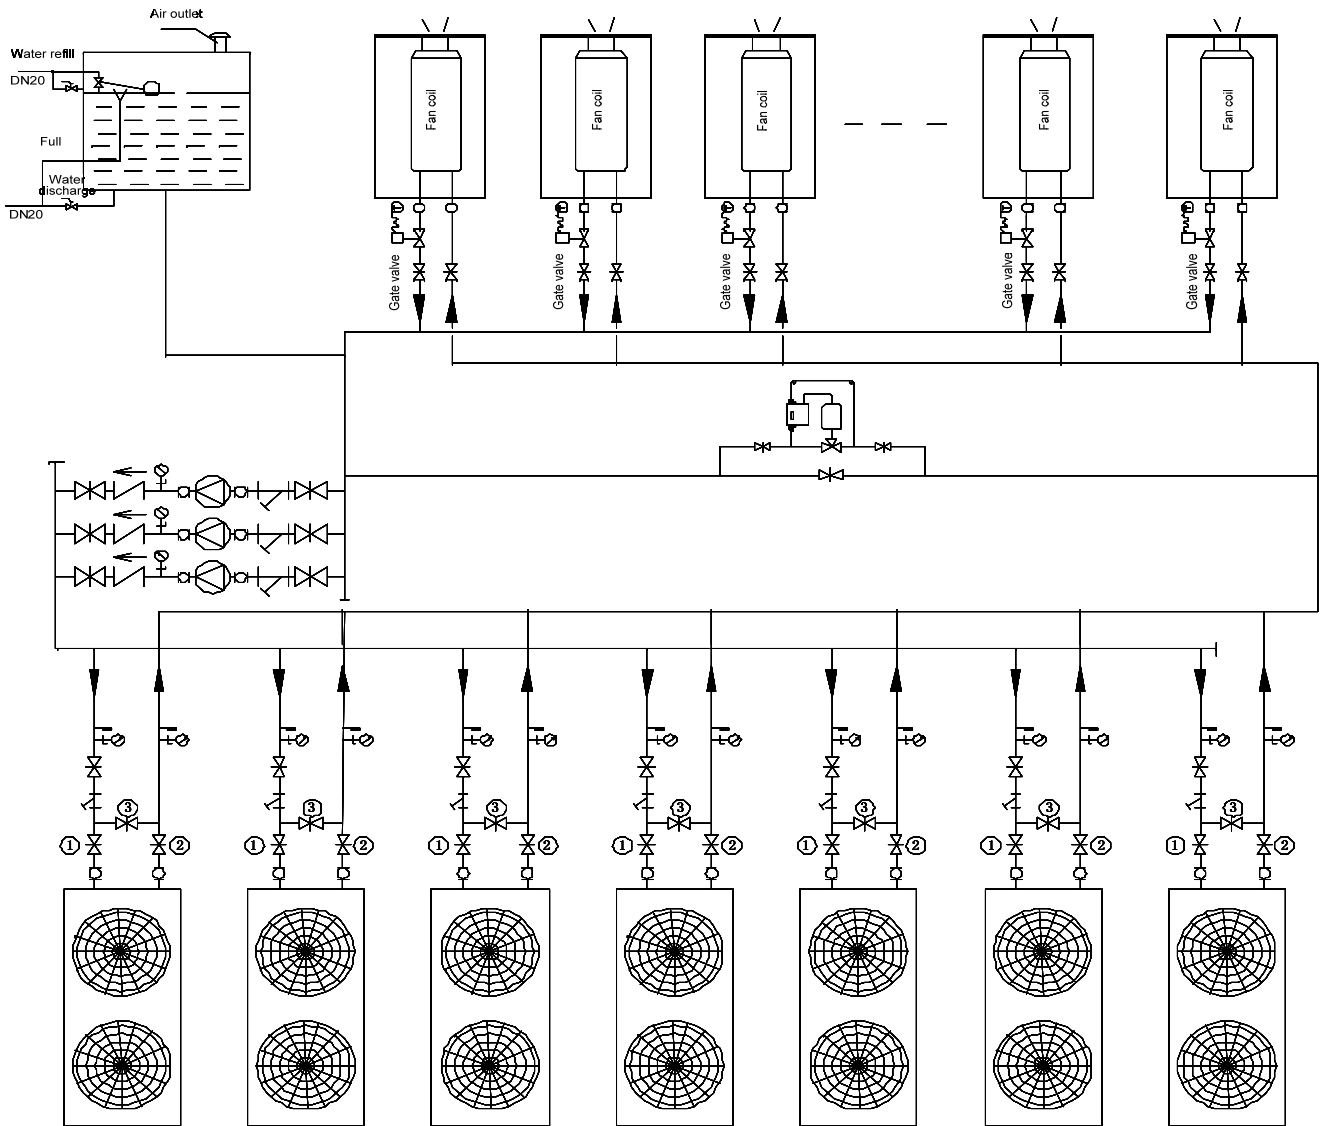 Air outlet
Water refill
DN20
Full
Water
discharge
DN20
Fan coil
Fan coil
Fan coil
Fan coil
Fan coil
T
T
T
T
T
Gate valve
Gate valve
Gate valve
Gate valve
Gate valve
3
3
3
3
3
3
3
1
2
1
2
1
2
1
2
1
2
1
2
1
2